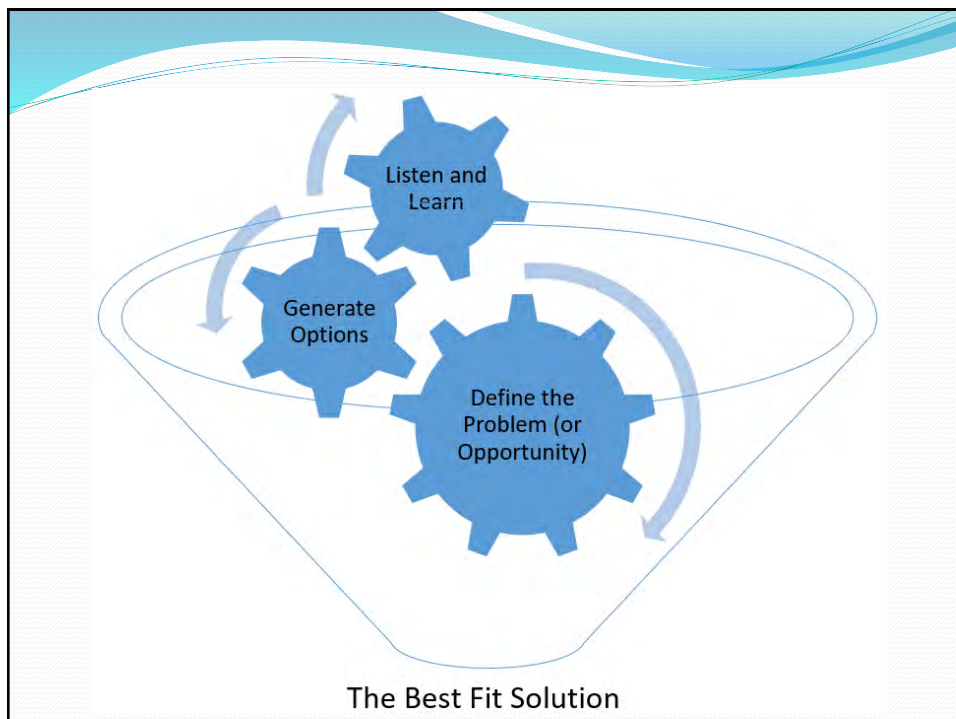 Listen and
Learn
Generate
Options
Define the
Problem (or
Opportunity)
The Best Fit Solution